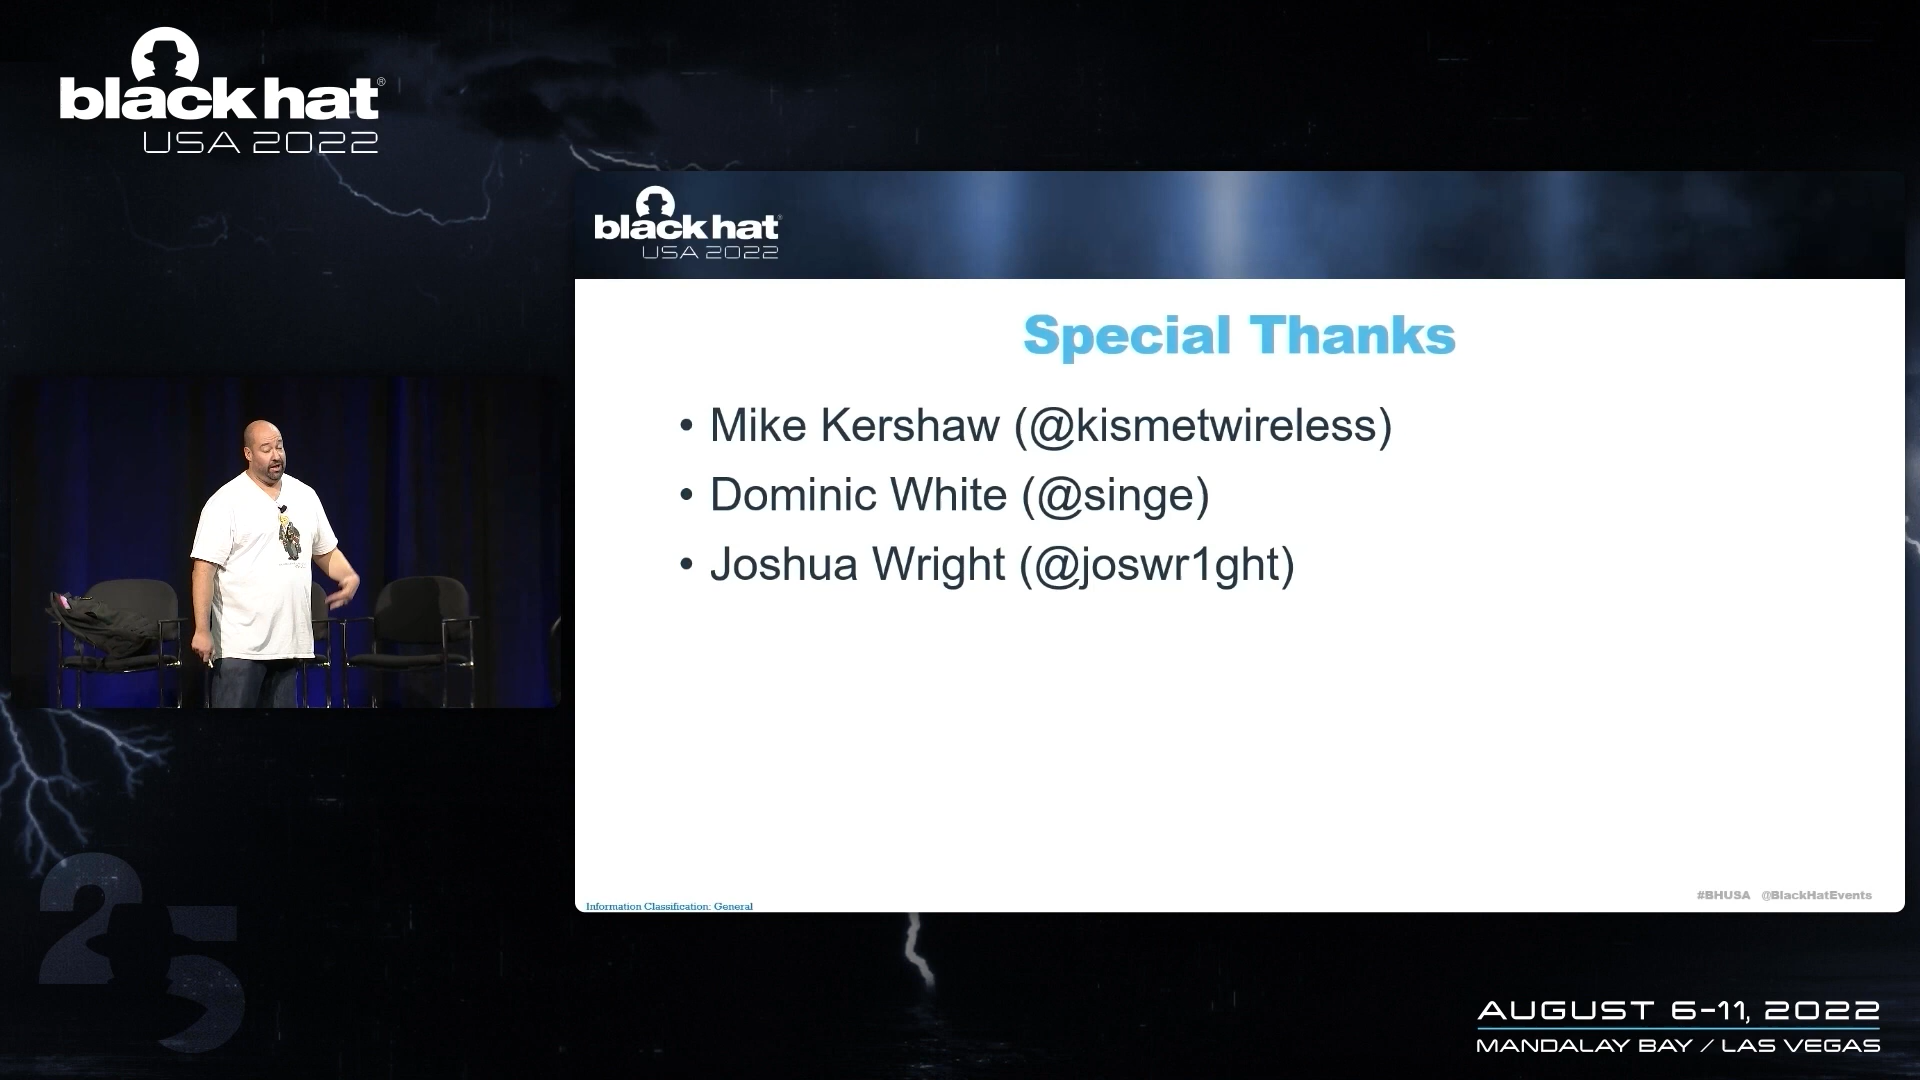 black hat®
USA 2022
black hat
USA 2022
Special Thanks
• Mike Kershaw (@kismetwireless)
• Dominic White (@singe)
• Joshua Wright (@joswr1ght)
#BHUSA @BlackHatEvents
Information Classification: General
25
AUGUST 6-11, 2022
MANDALAY BAY / LAS VEGAS